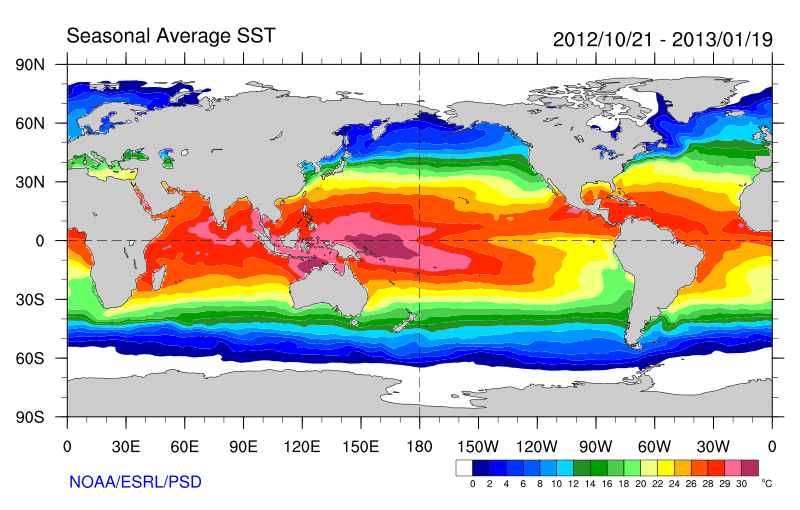 Seasonal Average SST
2012/10/21 - 2013/01/19
90N
60N
30N
0
30S
60S
90S
0 30E 60E 90E 120E 150E 180 150W 120W 90W 60W 30W 0
NOAA/ESRL/PSD
0 2 4 6 8 10 12 14 16 18 20 22 24 26 28 29 30 °C